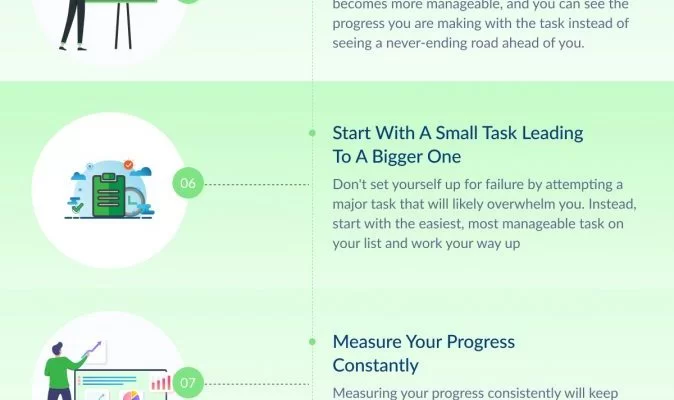 becomes more manageable, and you can see the
progress you are making with the task instead of
seeing a never-ending road ahead of you.
06
Start With A Small Task Leading
To A Bigger One
Don't set yourself up for failure by attempting a
major task that will likely overwhelm you. Instead,
start with the easiest, most manageable task on
your list and work your way up
07
Measure Your Progress
Constantly
Measuring your progress consistently will keep